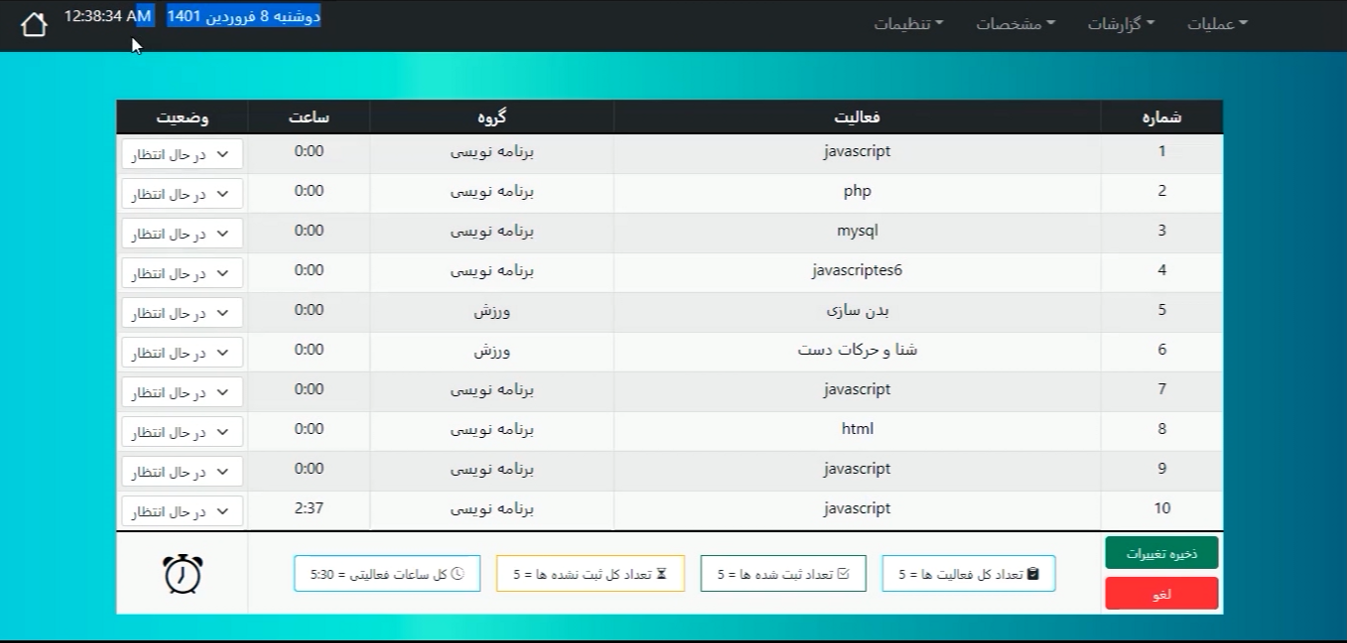 عملیات
گزارشات
مشخصات
تنظیمات
دوشنبه 8 فروردین 1401 12:38:34 AM
شماره فعالیت گروه ساعت وضعیت
1 javascript برنامه نویسی 0:00 در حال انتظار
2 php برنامه نویسی 0:00 در حال انتظار
3 mysql برنامه نویسی 0:00 در حال انتظار
4 javascriptes6 برنامه نویسی 0:00 در حال انتظار
5 بدن سازی ورزش 0:00 در حال انتظار
6 شنا و حرکات دست ورزش 0:00 در حال انتظار
7 javascript برنامه نویسی 0:00 در حال انتظار
8 html برنامه نویسی 0:00 در حال انتظار
9 javascript برنامه نویسی 0:00 در حال انتظار
10 javascript برنامه نویسی 2:37 در حال انتظار
ذخیره تغییرات
لغو
تعداد کل فعالیت ها = 5
تعداد ثبت شده ها = 5
تعداد کل ثبت نشده ها = 5
کل ساعات فعالیتی = 5:30